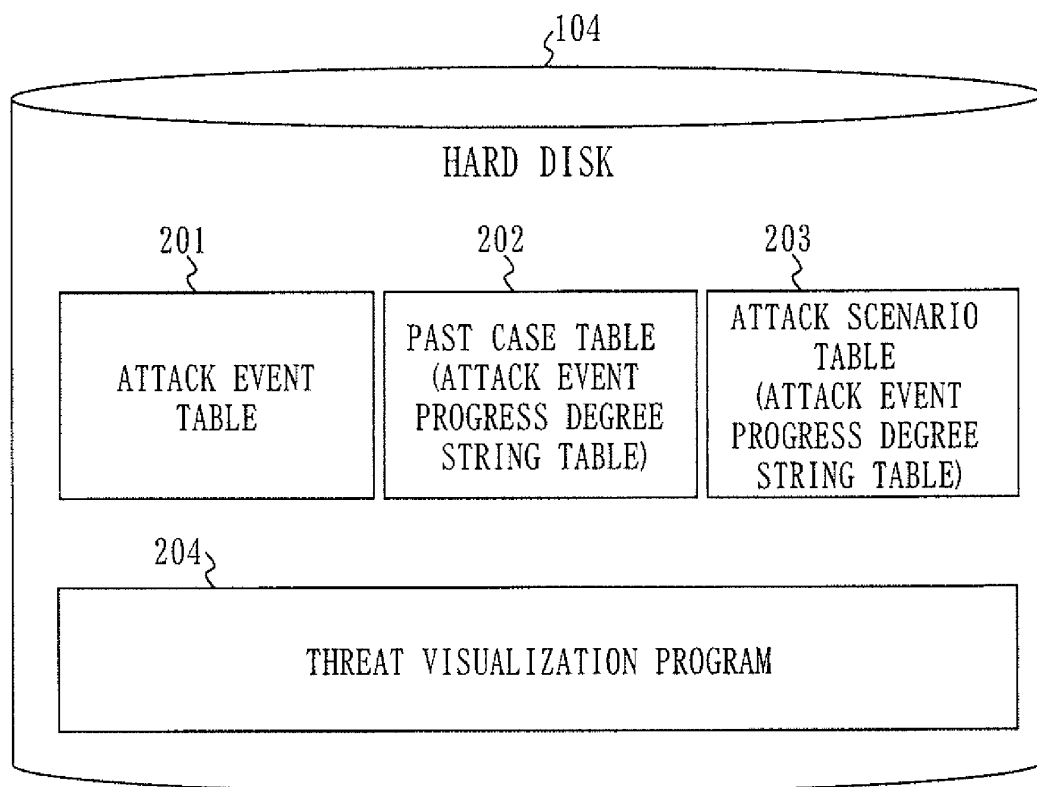 104
HARD DISK
201
202
203
ATTACK EVENT
TABLE
PAST CASE TABLE
(ATTACK EVENT
PROGRESS DEGREE
STRING TABLE)
ATTACK SCENARIO
TABLE
(ATTACK EVENT
PROGRESS DEGREE
STRING TABLE)
204
THREAT VISUALIZATION PROGRAM